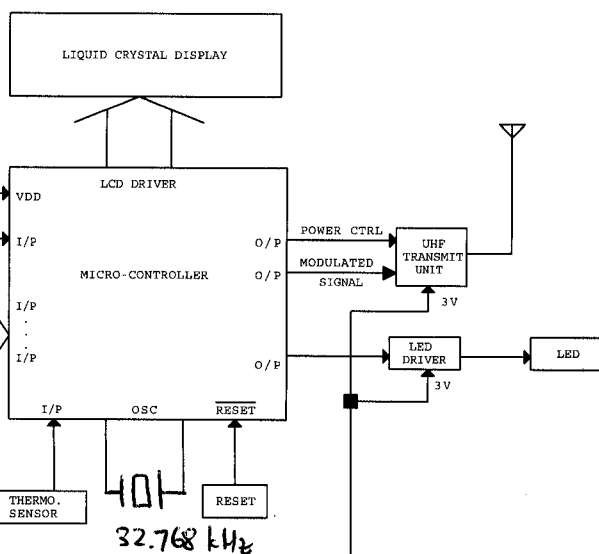 LIQUID CRYSTAL DISPLAY
LCD DRIVER
VDD
I/P
O/P
POWER CTRL
UHF
TRANSMIT
UNIT
MICRO-CONTROLLER
O/P
MODULATED
SIGNAL
3V
I/P
.
.
.
I/P
O/P
LED
DRIVER
LED
3V
I/P
OSC
RESET
THERMO.
SENSOR
RESET
32.768 kHz